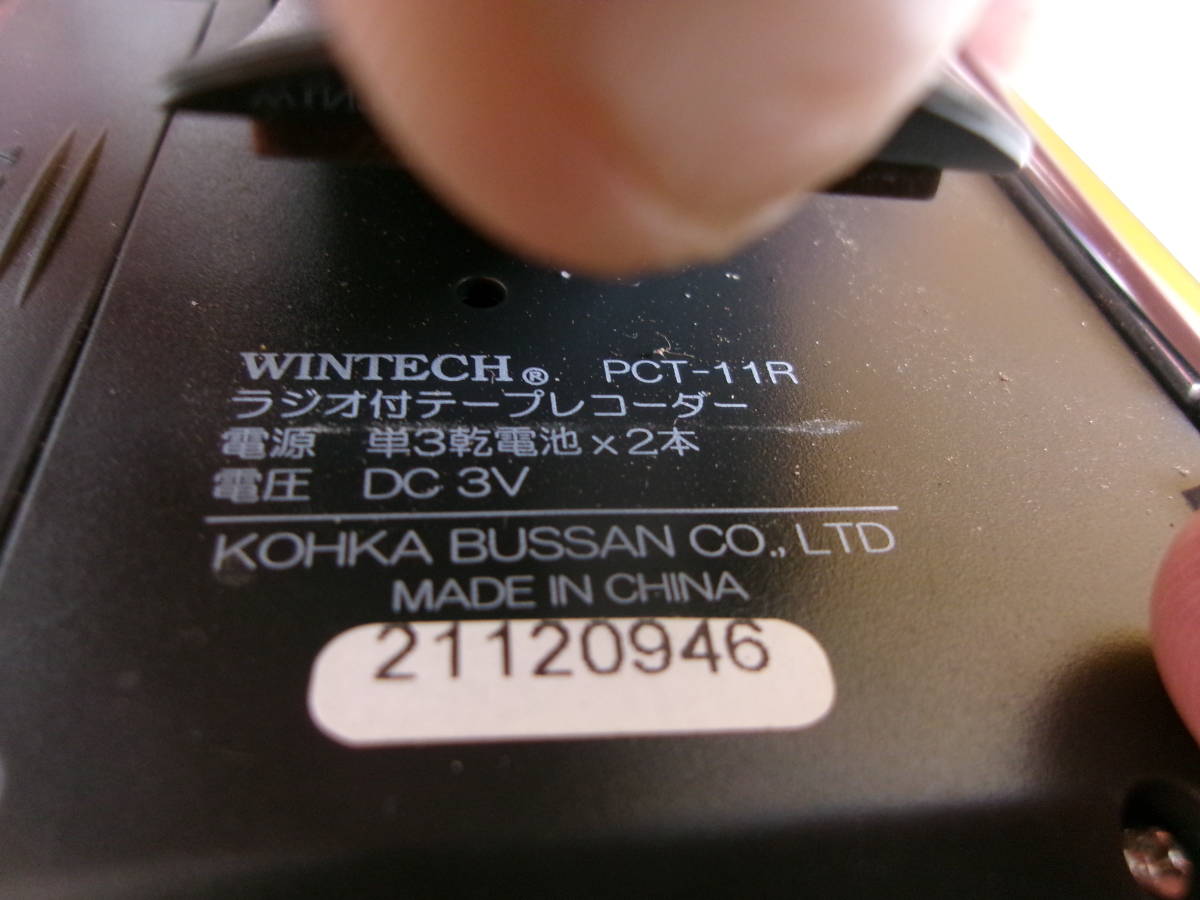 WINTECH® PCT-11R
ラジオ付テープレコーダー
電源 単3乾電池x2本
電圧 DC 3V
KOHKA BUSSAN CO., LTD
MADE IN CHINA
21120946